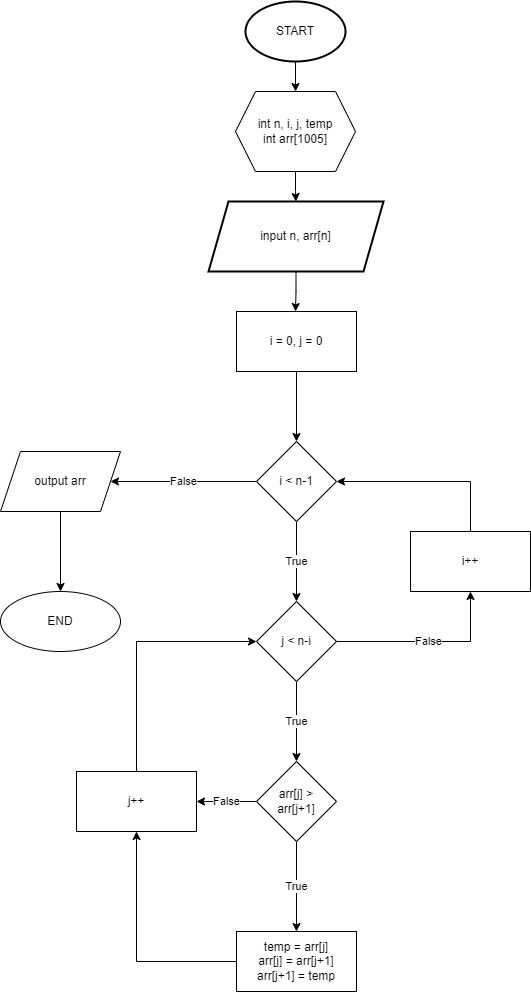 START
int n, i, j, temp
int arr[1005]
input n, arr[n]
i = 0, j = 0
i < n-1
False
output arr
END
True
i++
j < n-i
False
True
arr[j] >
arr[j+1]
False
j++
True
temp = arr[j]
arr[j] = arr[j+1]
arr[j+1] = temp